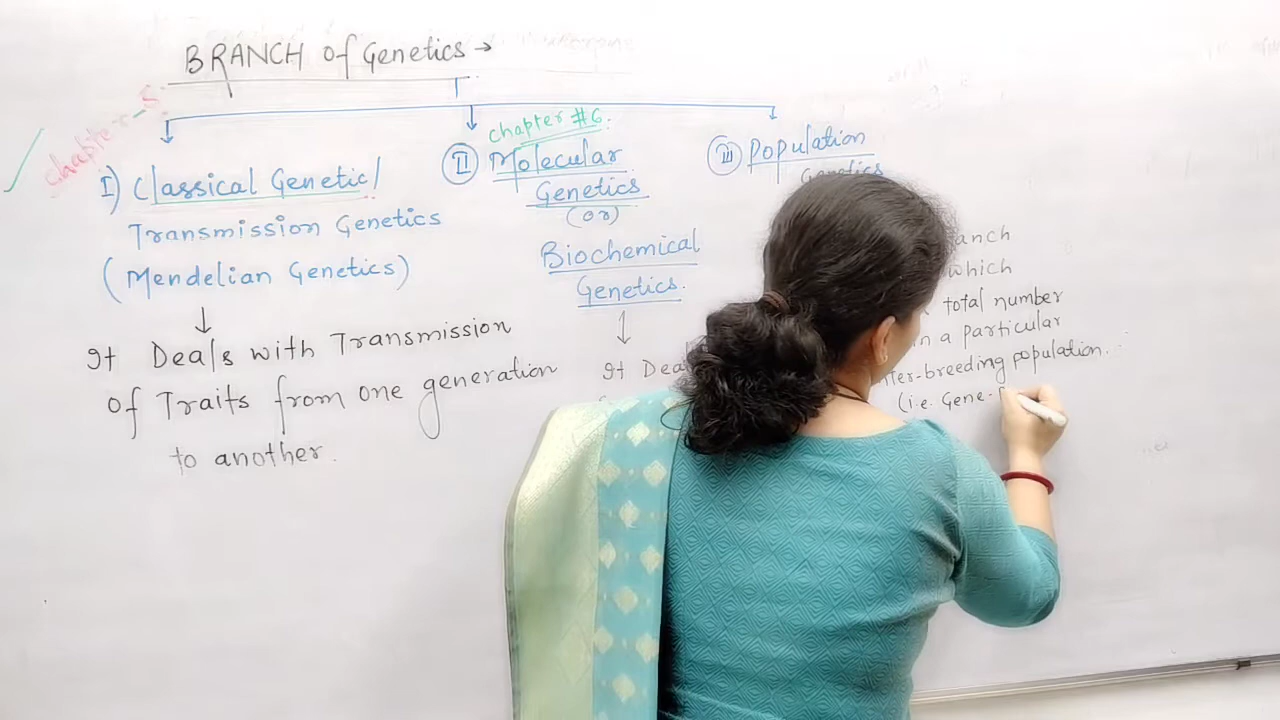 BRANCH of Genetics →
chapter-5
I) Classical Genetic/
Transmission Genetics
(Mendelian Genetics)
↓
It Deals with Transmission
of Traits from one generation
to another.
chapter #6.
II Molecular
Genetics
(or)
Biochemical
Genetics.
It Deal
III Population
Genetics
which
total number
in a particular
inter-breeding population.
(i.e. Gene-